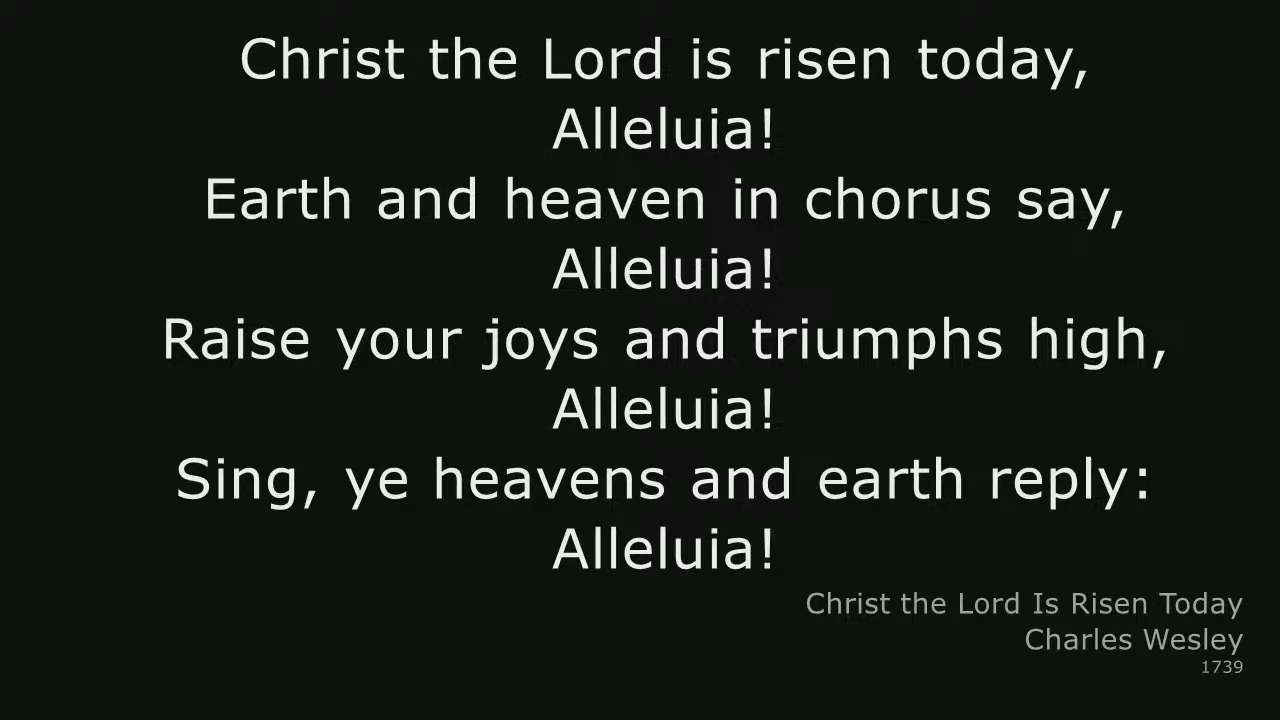 Christ the Lord is risen today,
Alleluia!
Earth and heaven in chorus say,
Alleluia!
Raise your joys and triumphs high,
Alleluia!
Sing, ye heavens and earth reply:
Alleluia!
Christ the Lord Is Risen Today
Charles Wesley
1739